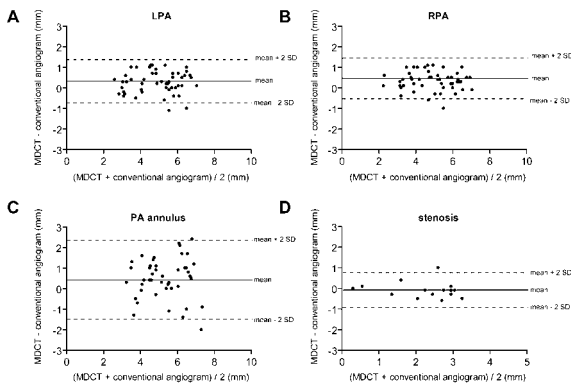 A
LPA
MDCT - conventional angiogram (mm)
3
2
1
0
-1
-2
-3
mean + 2 SD
mean
mean - 2 SD
0
2
4
6
8
10
(MDCT + conventional angiogram) / 2 (mm)
B
RPA
MDCT - conventional angiogram (mm)
3
2
1
0
-1
-2
-3
mean + 2 SD
mean
mean - 2 SD
0
2
4
6
8
10
(MDCT + conventional angiogram) / 2 (mm)
C
PA annulus
MDCT - conventional angiogram (mm)
3
2
1
0
-1
-2
-3
mean + 2 SD
mean
mean - 2 SD
0
2
4
6
8
10
(MDCT + conventional angiogram) / 2 (mm)
D
stenosis
MDCT - conventional angiogram (mm)
3
2
1
0
-1
-2
-3
mean + 2 SD
mean
mean - 2 SD
0
1
2
3
4
5
(MDCT + conventional angiogram) / 2 (mm)